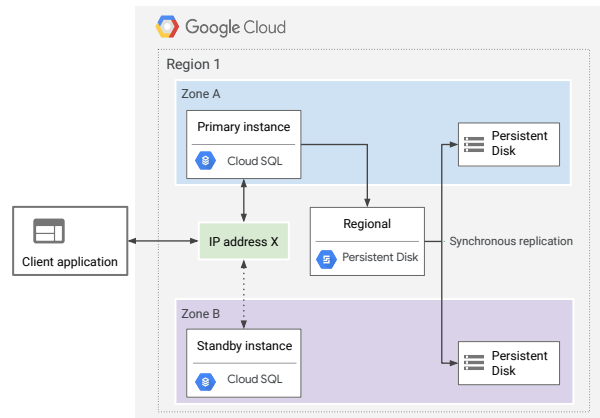 Google Cloud
Region 1
Zone A
Primary instance
Cloud SQL
Persistent
Disk
IP address X
Client application
Regional
Persistent Disk
Synchronous replication
Zone B
Standby instance
Cloud SQL
Persistent
Disk